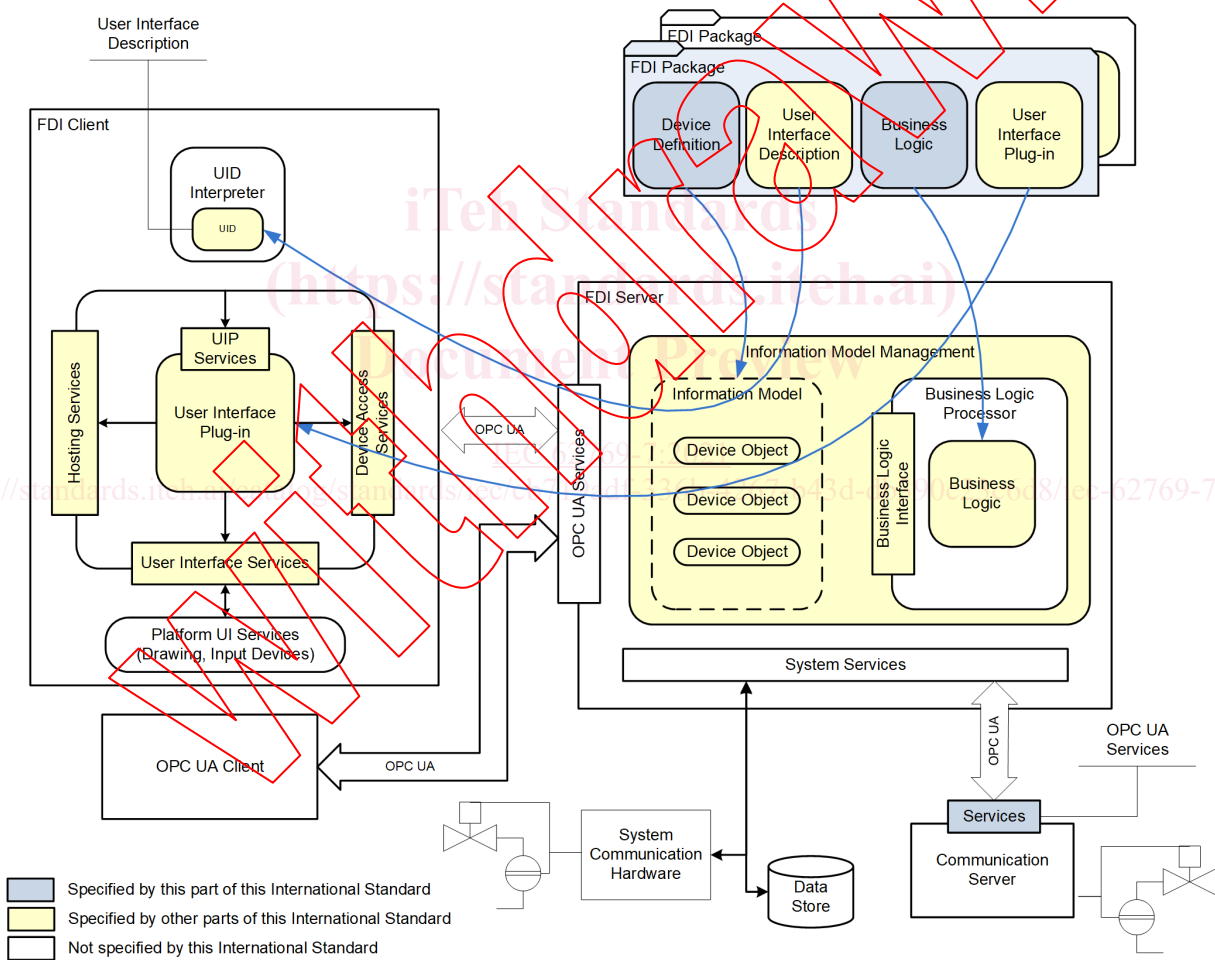 User Interface
Description
FDI Package
FDI Package
Device
Definition
User
Interface
Description
Business
Logic
User
Interface
Plug-in
FDI Client
UID
Interpreter
UID
iTeh Standards
(https://standards.iteh.ai)
Document Preview
FDI Server
UIP
Services
Hosting Services
User Interface
Plug-in
Device Access
Services
User Interface Services
Platform UI Services
(Drawing, Input Devices)
OPC UA
OPC UA Services
Information Model Management
Information Model
Device Object
Device Object
Device Object
Business Logic
Processor
Business Logic
Interface
Business
Logic
System Services
OPC UA Client
OPC UA
OPC UA
OPC UA
Services
Services
Communication
Server
System
Communication
Hardware
Data
Store
Specified by this part of this International Standard
Specified by other parts of this International Standard
Not specified by this International Standard